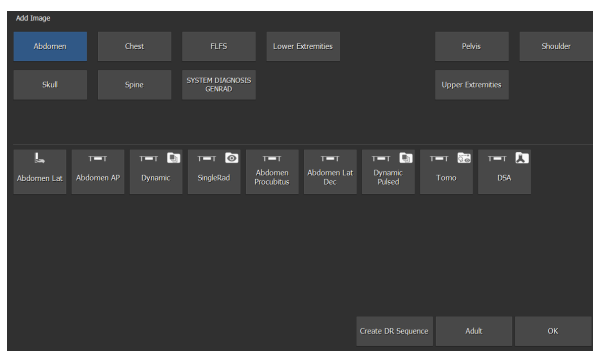 Add Image
Abdomen
Chest
FLFS
Lower Extremities
Pelvis
Shoulder
Skull
Spine
SYSTEM DIAGNOSIS
GENRAD
Upper Extremities
Abdomen Lat
Abdomen AP
Dynamic
SingleRad
Abdomen
Procubitus
Abdomen Lat
Dec
Dynamic
Pulsed
Tomo
DSA
Create DR Sequence
Adult
OK